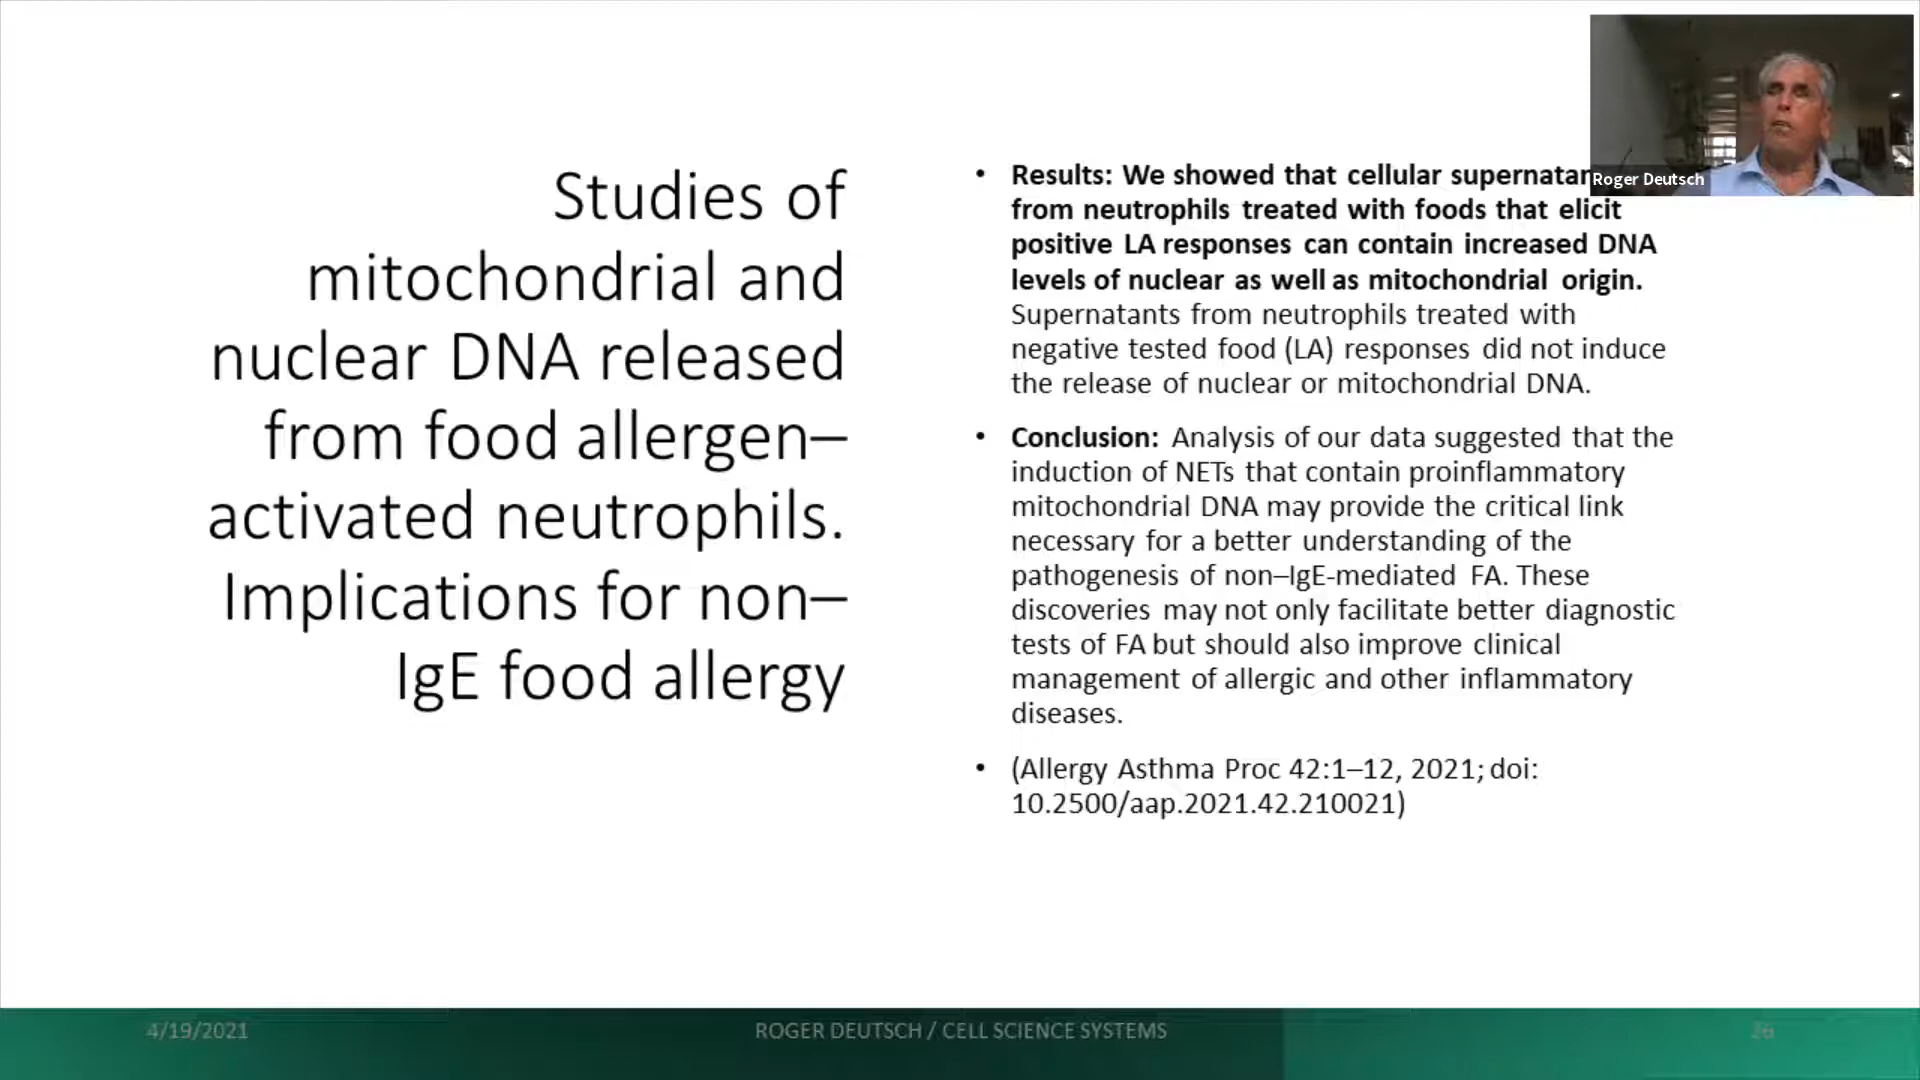 Studies of
mitochondrial and
nuclear DNA released
from food allergen–
activated neutrophils.
Implications for non–
IgE food allergy
• Results: We showed that cellular
from neutrophils treated with foods that elicit
positive LA responses can contain increased DNA
levels of nuclear as well as mitochondrial origin.
Supernatants from neutrophils treated with
negative tested food (LA) responses did not induce
the release of nuclear or mitochondrial DNA.
• Conclusion: Analysis of our data suggested that the
induction of NETs that contain proinflammatory
mitochondrial DNA may provide the critical link
necessary for a better understanding of the
pathogenesis of non–IgE-mediated FA. These
discoveries may not only facilitate better diagnostic
tests of FA but should also improve clinical
management of allergic and other inflammatory
diseases.
• (Allergy Asthma Proc 42:1–12, 2021; doi:
10.2500/aap.2021.42.210021)
Roger Deutsch
4/19/2021
ROGER DEUTSCH / CELL SCIENCE SYSTEMS
26